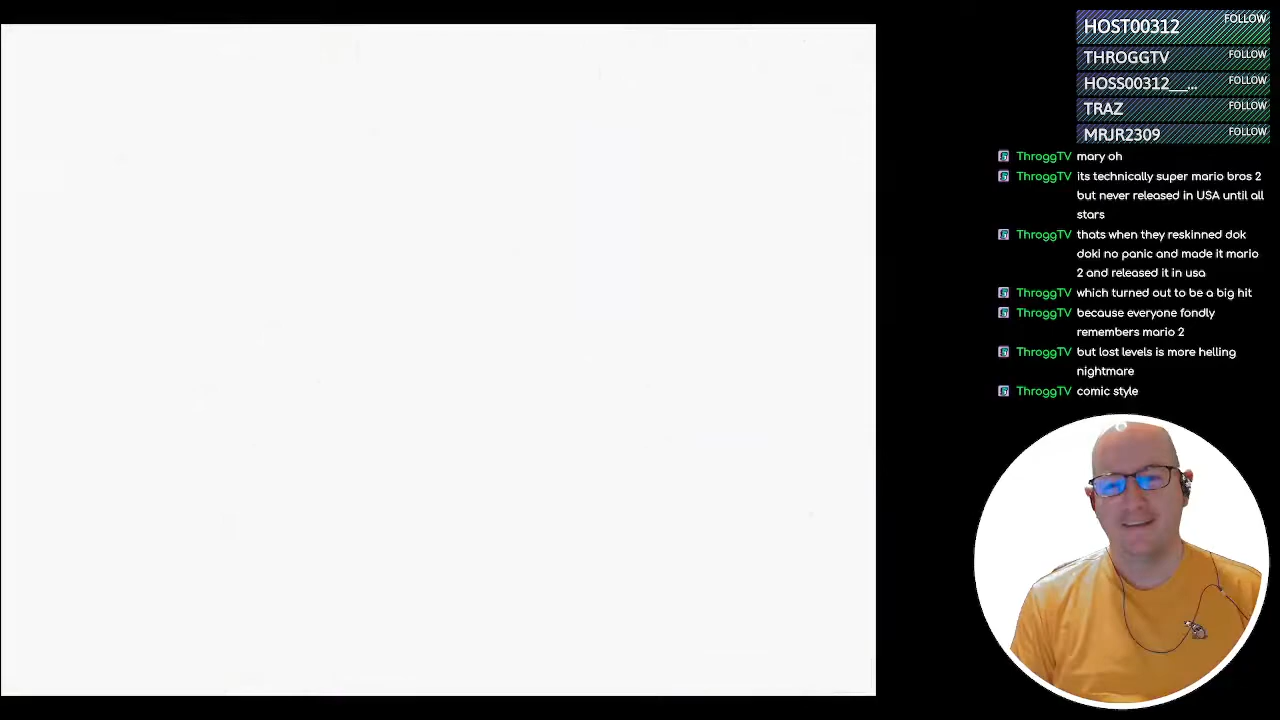 HOST00312 FOLLOW
THROGGTV FOLLOW
HOSS00312___... FOLLOW
TRAZ FOLLOW
MRJR2309 FOLLOW
ThroggTV mary oh
ThroggTV its technically super mario bros 2
but never released in USA until all
stars
ThroggTV thats when they reskinned dok
doki no panic and made it mario
2 and released it in usa
ThroggTV which turned out to be a big hit
ThroggTV because everyone fondly
remembers mario 2
ThroggTV but lost levels is more helling
nightmare
ThroggTV comic style